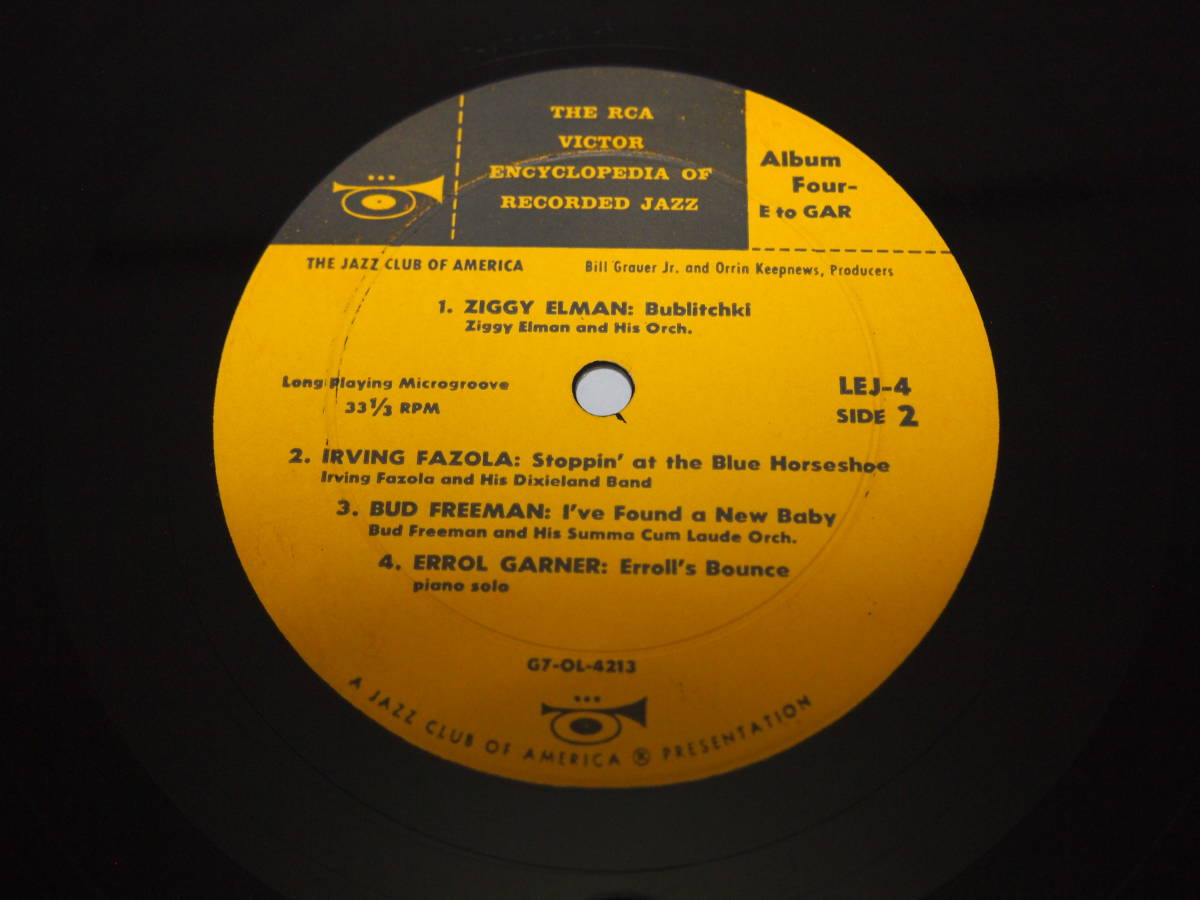 THE RCA
VICTOR
ENCYCLOPEDIA OF
RECORDED JAZZ
Album
Four-
E to GAR
THE JAZZ CLUB OF AMERICA
Bill Grauer Jr. and Orrin Keepnews, Producers
1. ZIGGY ELMAN: Bublitchki
Ziggy Elman and His Orch.
Long Playing Microgroove
33 1/3 RPM
LEJ-4
SIDE 2
2. IRVING FAZOLA: Stoppin' at the Blue Horseshoe
Irving Fazola and His Dixieland Band
3. BUD FREEMAN: I've Found a New Baby
Bud Freeman and His Summa Cum Laude Orch.
4. ERROL GARNER: Erroll's Bounce
piano solo
G7-OL-4213
A JAZZ CLUB OF AMERICA ® PRESENTATION